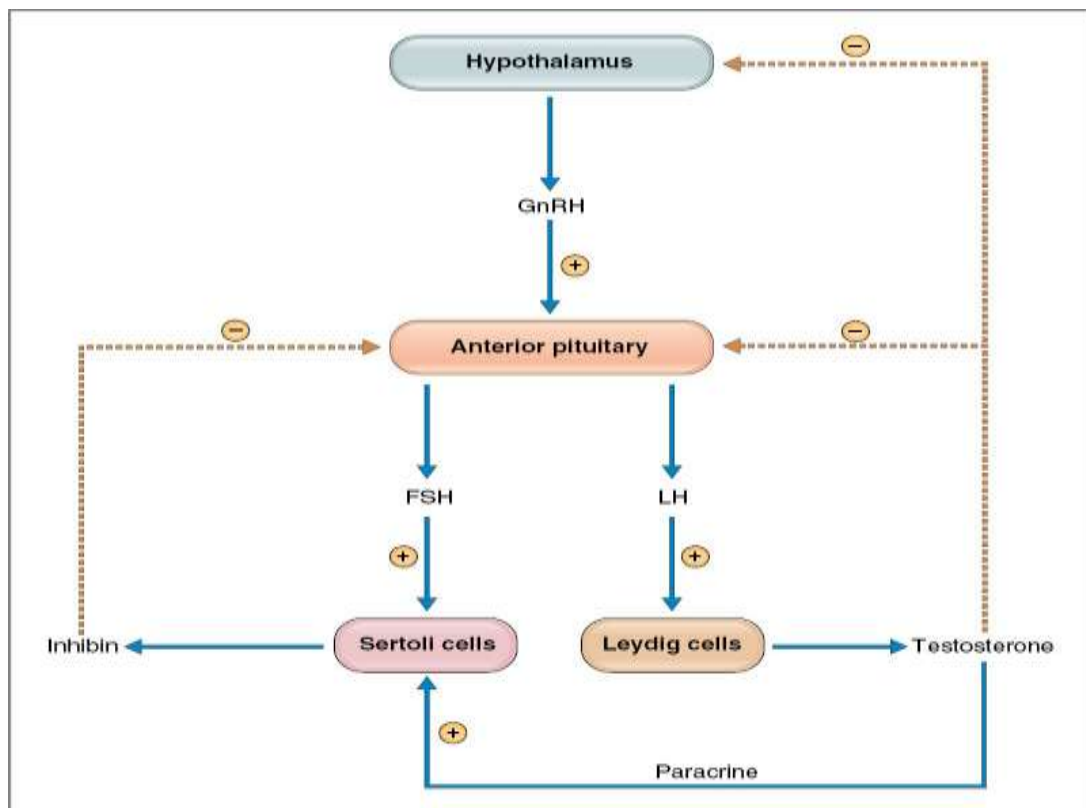 Hypothalamus
−
GnRH
+
−
Anterior pituitary
−
FSH
LH
+
+
Inhibin
Sertoli cells
Leydig cells
Testosterone
+
Paracrine